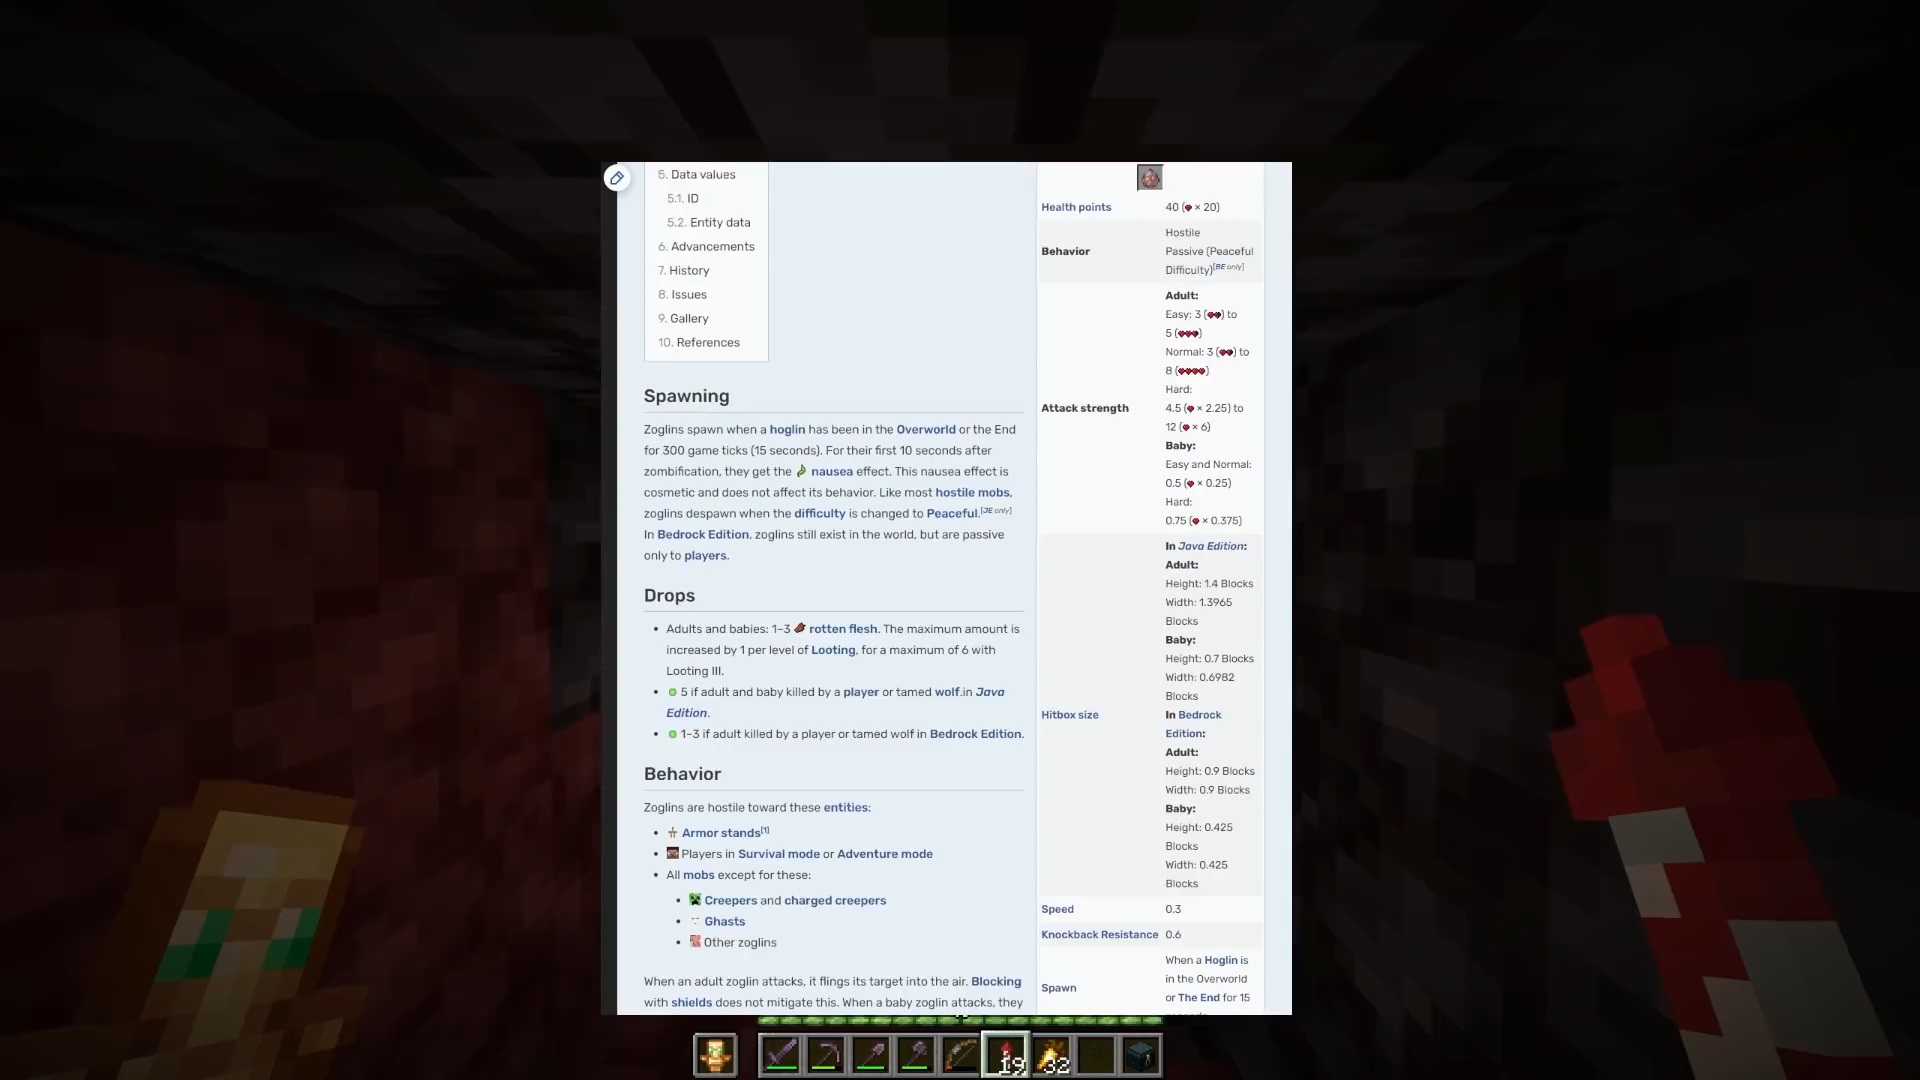 5. Data values
5.1. ID
5.2. Entity data
6. Advancements
7. History
8. Issues
9. Gallery
10. References
Spawning
Zoglins spawn when a hoglin has been in the Overworld or the End
for 300 game ticks (15 seconds). For their first 10 seconds after
zombification, they get the nausea effect. This nausea effect is
cosmetic and does not affect its behavior. Like most hostile mobs,
zoglins despawn when the difficulty is changed to Peaceful.[JE only]
In Bedrock Edition, zoglins still exist in the world, but are passive
only to players.
Drops
• Adults and babies: 1–3 rotten flesh. The maximum amount is
increased by 1 per level of Looting, for a maximum of 6 with
Looting III.
• 5 if adult and baby killed by a player or tamed wolf.in Java
Edition.
• 1–3 if adult killed by a player or tamed wolf in Bedrock Edition.
Behavior
Zoglins are hostile toward these entities:
• Armor stands[1]
• Players in Survival mode or Adventure mode
• All mobs except for these:
• Creepers and charged creepers
• Ghasts
• Other zoglins
When an adult zoglin attacks, it flings its target into the air. Blocking
with shields does not mitigate this. When a baby zoglin attacks, they
Health points
40 ( × 20)
Behavior
Hostile
Passive (Peaceful
Difficulty)[BE only]
Attack strength
Adult:
Easy: 3 () to
5 ()
Normal: 3 () to
8 ()
Hard:
4.5 ( × 2.25) to
12 ( × 6)
Baby:
Easy and Normal:
0.5 ( × 0.25)
Hard:
0.75 ( × 0.375)
Hitbox size
In Java Edition:
Adult:
Height: 1.4 Blocks
Width: 1.3965
Blocks
Baby:
Height: 0.7 Blocks
Width: 0.6982
Blocks
In Bedrock
Edition:
Adult:
Height: 0.9 Blocks
Width: 0.9 Blocks
Baby:
Height: 0.425
Blocks
Width: 0.425
Blocks
Speed
0.3
Knockback Resistance
0.6
Spawn
When a Hoglin is
in the Overworld
or The End for 15
19
32